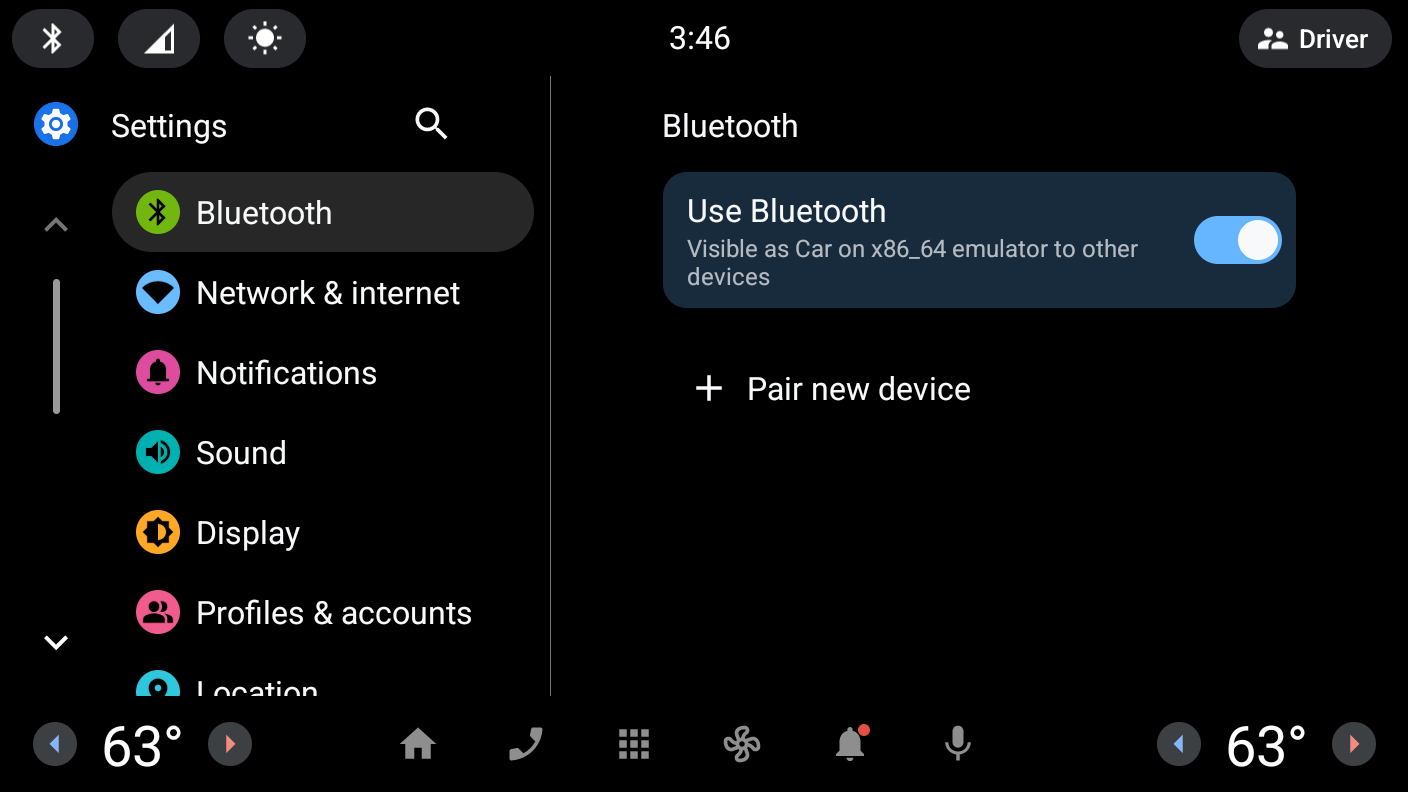 3:46
Driver
Settings
Bluetooth
Network & internet
Notifications
Sound
Display
Profiles & accounts
Location
Bluetooth
Use Bluetooth
Visible as Car on x86_64 emulator to other
devices
Pair new device
63°
63°